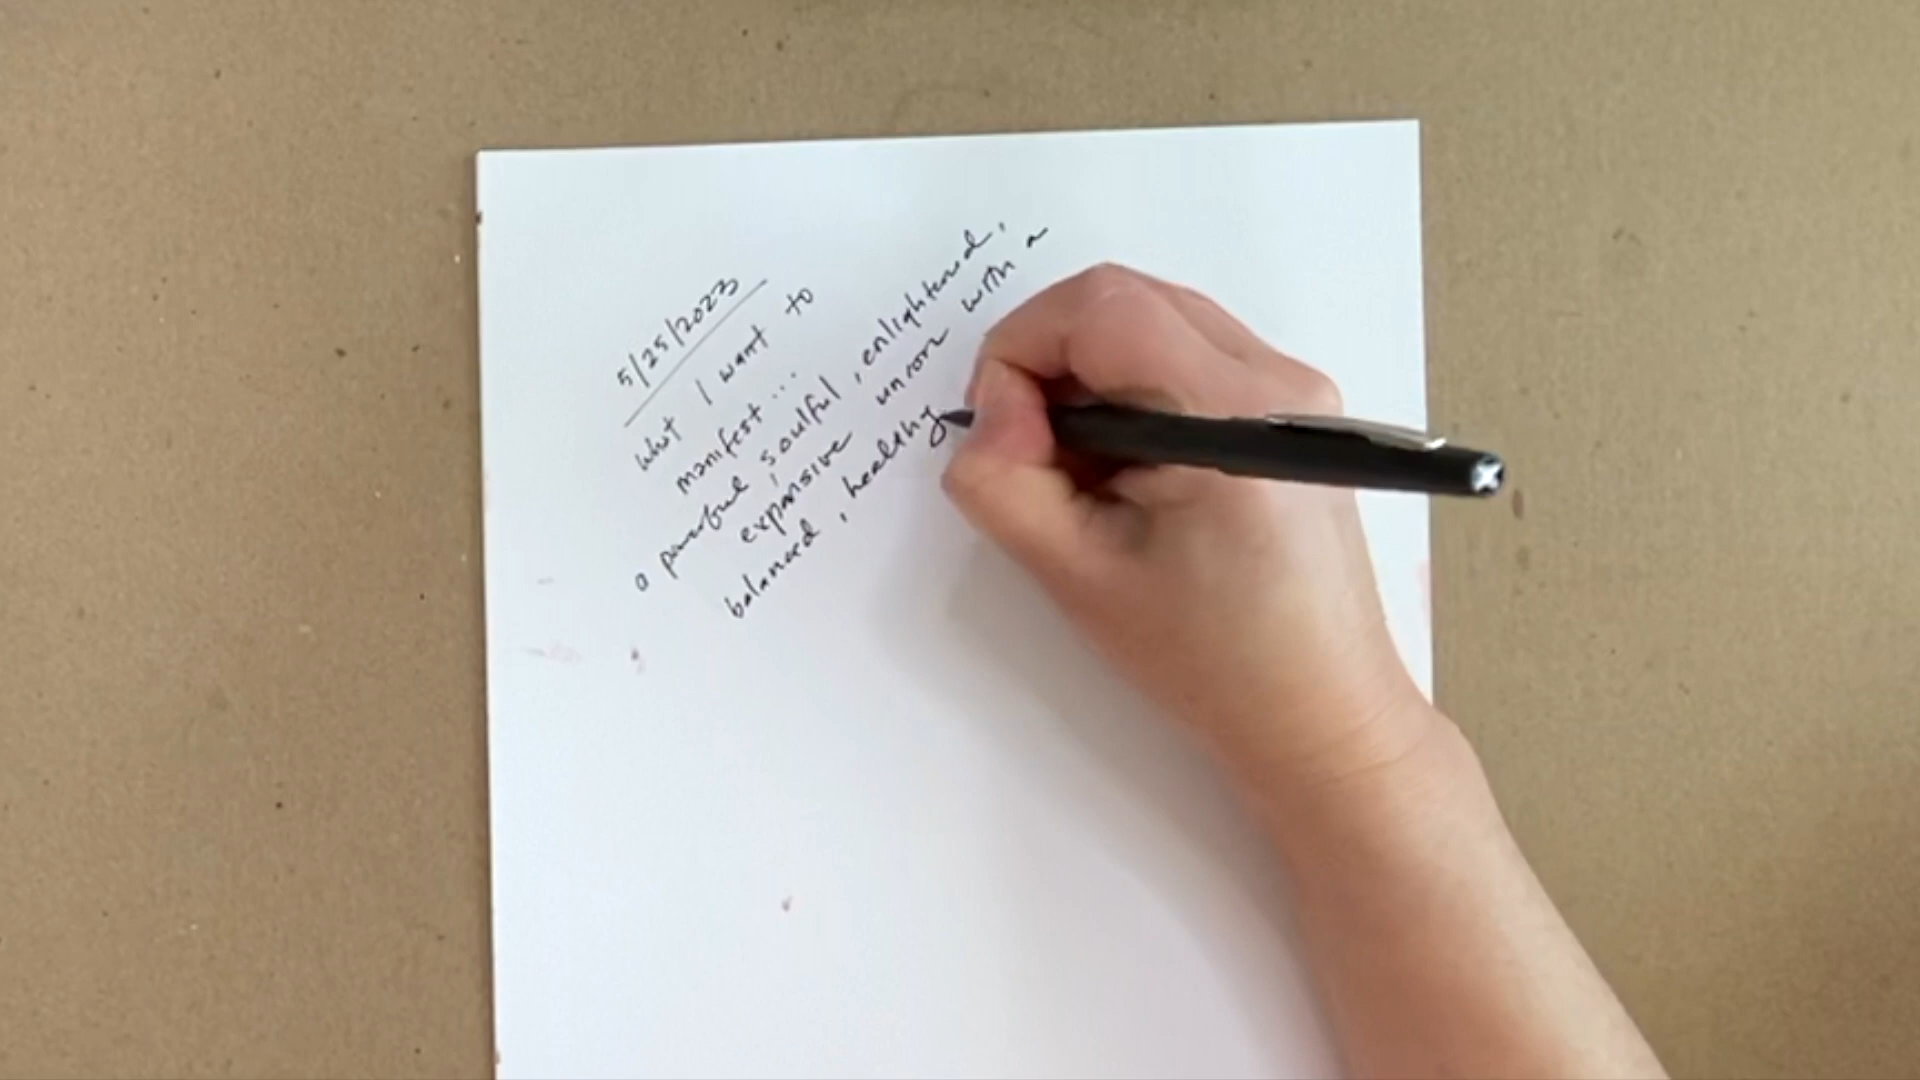 5/25/2023
What I want to
manifest...
o powerful, soulful, enlightened,
expansive union with a
balanced, healthy